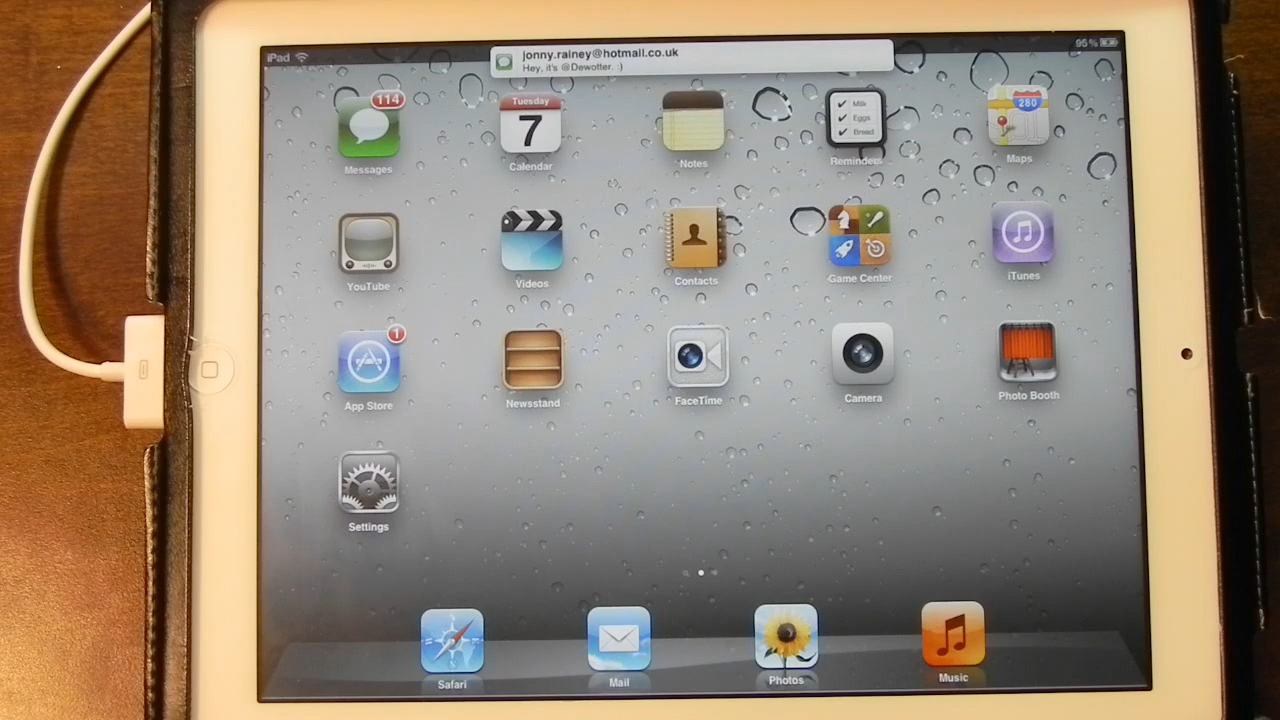 iPad
jonny.rainey@hotmail.co.uk
Hey, it's @Dewotter. :)
95%
114
Messages
Tuesday
7
Calendar
Notes
Milk
Eggs
Bread
Reminders
280
Maps
YouTube
Videos
Contacts
Game Center
iTunes
1
App Store
Newsstand
FaceTime
Camera
Photo Booth
Settings
Safari
Mail
Photos
Music